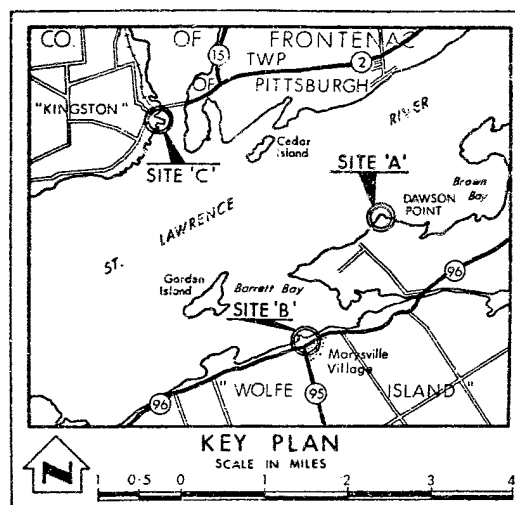 CO. OF FRONTENAC
15
TWP
2
OF
PITTSBURGH
"KINGSTON"
RIVER
Cedar
Island
SITE 'C'
SITE 'A'
Brown
Bay
DAWSON
POINT
LAWRENCE
ST.
96
Garden
Island
Barrett Bay
SITE 'B'
Marysville
Village
"WOLFE ISLAND"
96
95
KEY PLAN
SCALE IN MILES
N
1 0·5 0 1 2 3 4